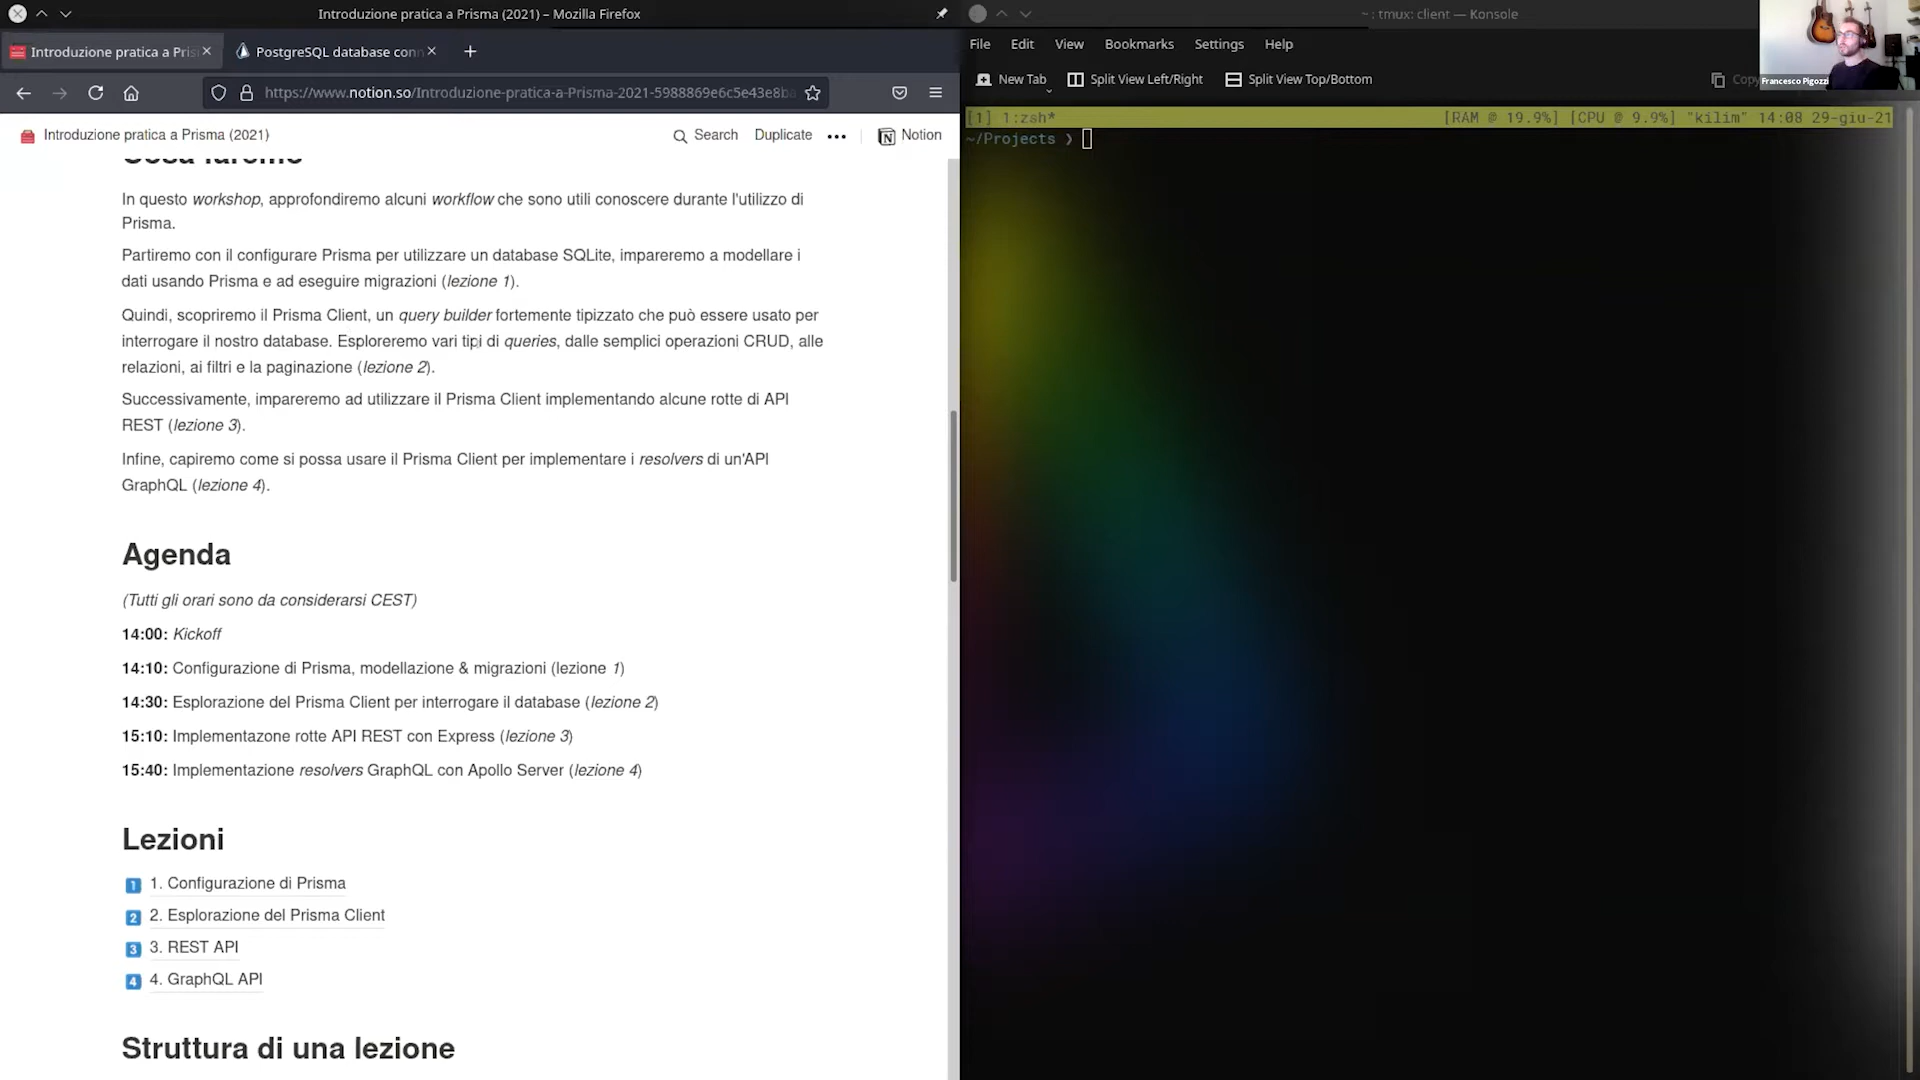 Introduzione pratica a Prisma (2021) – Mozilla Firefox
~ : tmux: client — Konsole
Introduzione pratica a Pris
PostgreSQL database conn
File Edit View Bookmarks Settings Help
New Tab Split View Left/Right Split View Top/Bottom Copy
Francesco Pigozzi
https://www.notion.so/Introduzione-pratica-a-Prisma-2021-5988869e6c5e43e8ba
[1] 1:zsh* [RAM @ 19.9%] [CPU @ 9.9%] "kilim" 14:08 29-giu-21
~/Projects ❯
Introduzione pratica a Prisma (2021) Search Duplicate ••• Notion
Cosa faremo
In questo workshop, approfondiremo alcuni workflow che sono utili conoscere durante l'utilizzo di
Prisma.
Partiremo con il configurare Prisma per utilizzare un database SQLite, impareremo a modellare i
dati usando Prisma e ad eseguire migrazioni (lezione 1).
Quindi, scopriremo il Prisma Client, un query builder fortemente tipizzato che può essere usato per
interrogare il nostro database. Esploreremo vari tipi di queries, dalle semplici operazioni CRUD, alle
relazioni, ai filtri e la paginazione (lezione 2).
Successivamente, impareremo ad utilizzare il Prisma Client implementando alcune rotte di API
REST (lezione 3).
Infine, capiremo come si possa usare il Prisma Client per implementare i resolvers di un'API
GraphQL (lezione 4).
Agenda
(Tutti gli orari sono da considerarsi CEST)
14:00: Kickoff
14:10: Configurazione di Prisma, modellazione & migrazioni (lezione 1)
14:30: Esplorazione del Prisma Client per interrogare il database (lezione 2)
15:10: Implementazone rotte API REST con Express (lezione 3)
15:40: Implementazione resolvers GraphQL con Apollo Server (lezione 4)
Lezioni
1 1. Configurazione di Prisma
2 2. Esplorazione del Prisma Client
3 3. REST API
4 4. GraphQL API
Struttura di una lezione